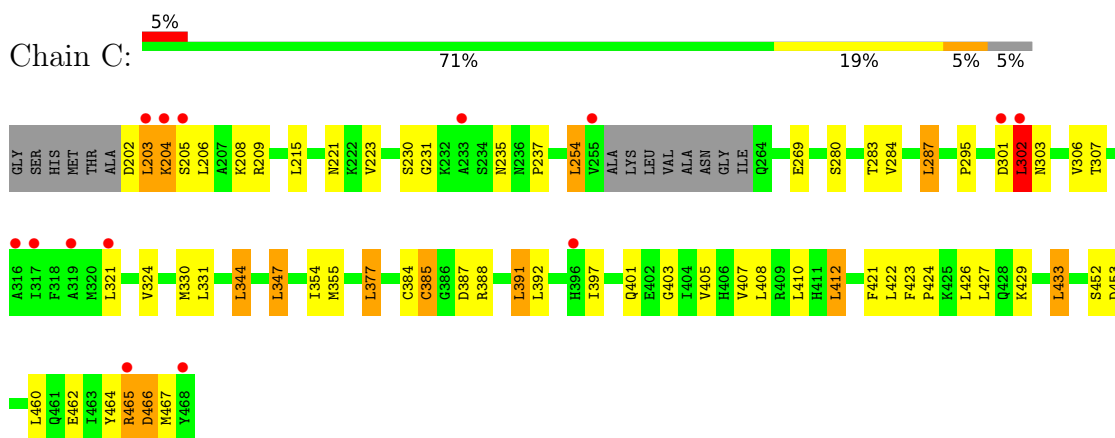 5%
Chain C:
71% 19% 5% 5%
GLY SER HIS MET THR ALA D202 L203 K204 S205 L206 A207 K208 R209 L215 N221 K222 V223 S230 G231 K232 A233 S234 N235 N236 P237 L254 V255 ALA LYS LEU VAL ALA ASN GLY ILE Q264 E269 S280 T283 V284 L287 P295 D301 L302 N303 V306 T307
A316 I317 F318 A319 M320 L321 V324 M330 L331 L344 L347 I354 M355 L377 C384 C385 G386 D387 R388 L391 L392 H396 I397 Q401 E402 G403 I404 V405 H406 V407 L408 R409 L410 H411 L412 F421 L422 F423 P424 K425 L426 L427 Q428 K429 L433 S452 D453
L460 Q461 E462 I463 Y464 R465 D466 M467 Y468